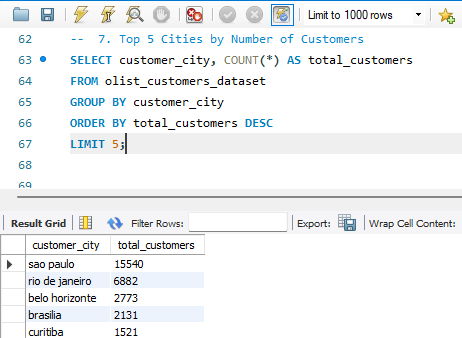 Limit to 1000 rows
62 -- 7. Top 5 Cities by Number of Customers
63 SELECT customer_city, COUNT(*) AS total_customers
64 FROM olist_customers_dataset
65 GROUP BY customer_city
66 ORDER BY total_customers DESC
67 LIMIT 5;
68
69
Result Grid Filter Rows: Export: Wrap Cell Content:
customer_city total_customers
sao paulo 15540
rio de janeiro 6882
belo horizonte 2773
brasilia 2131
curitiba 1521